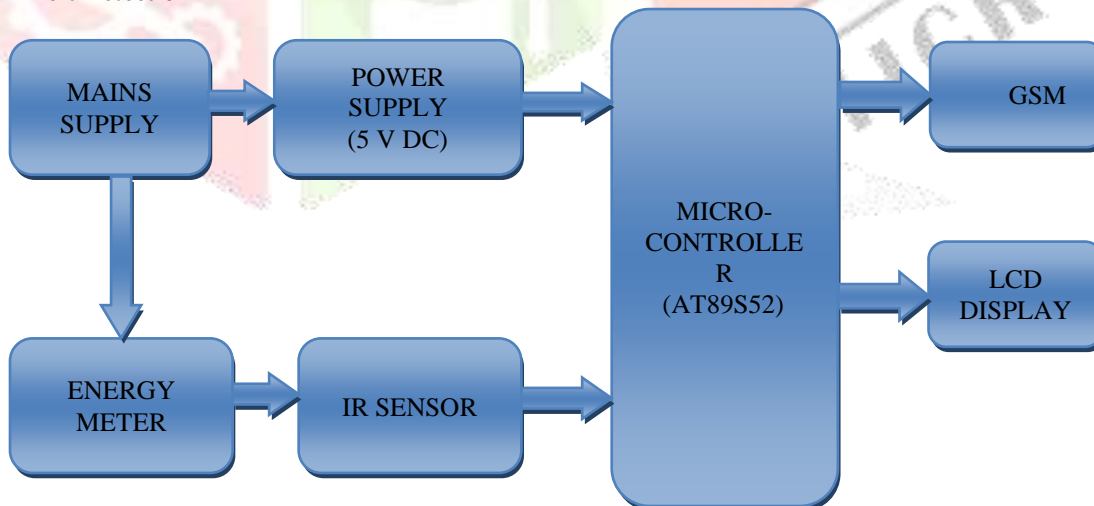 MAINS
SUPPLY
POWER
SUPPLY
(5 V DC)
MICRO-
CONTROLLE
R
(AT89S52)
GSM
LCD
DISPLAY
ENERGY
METER
IR SENSOR